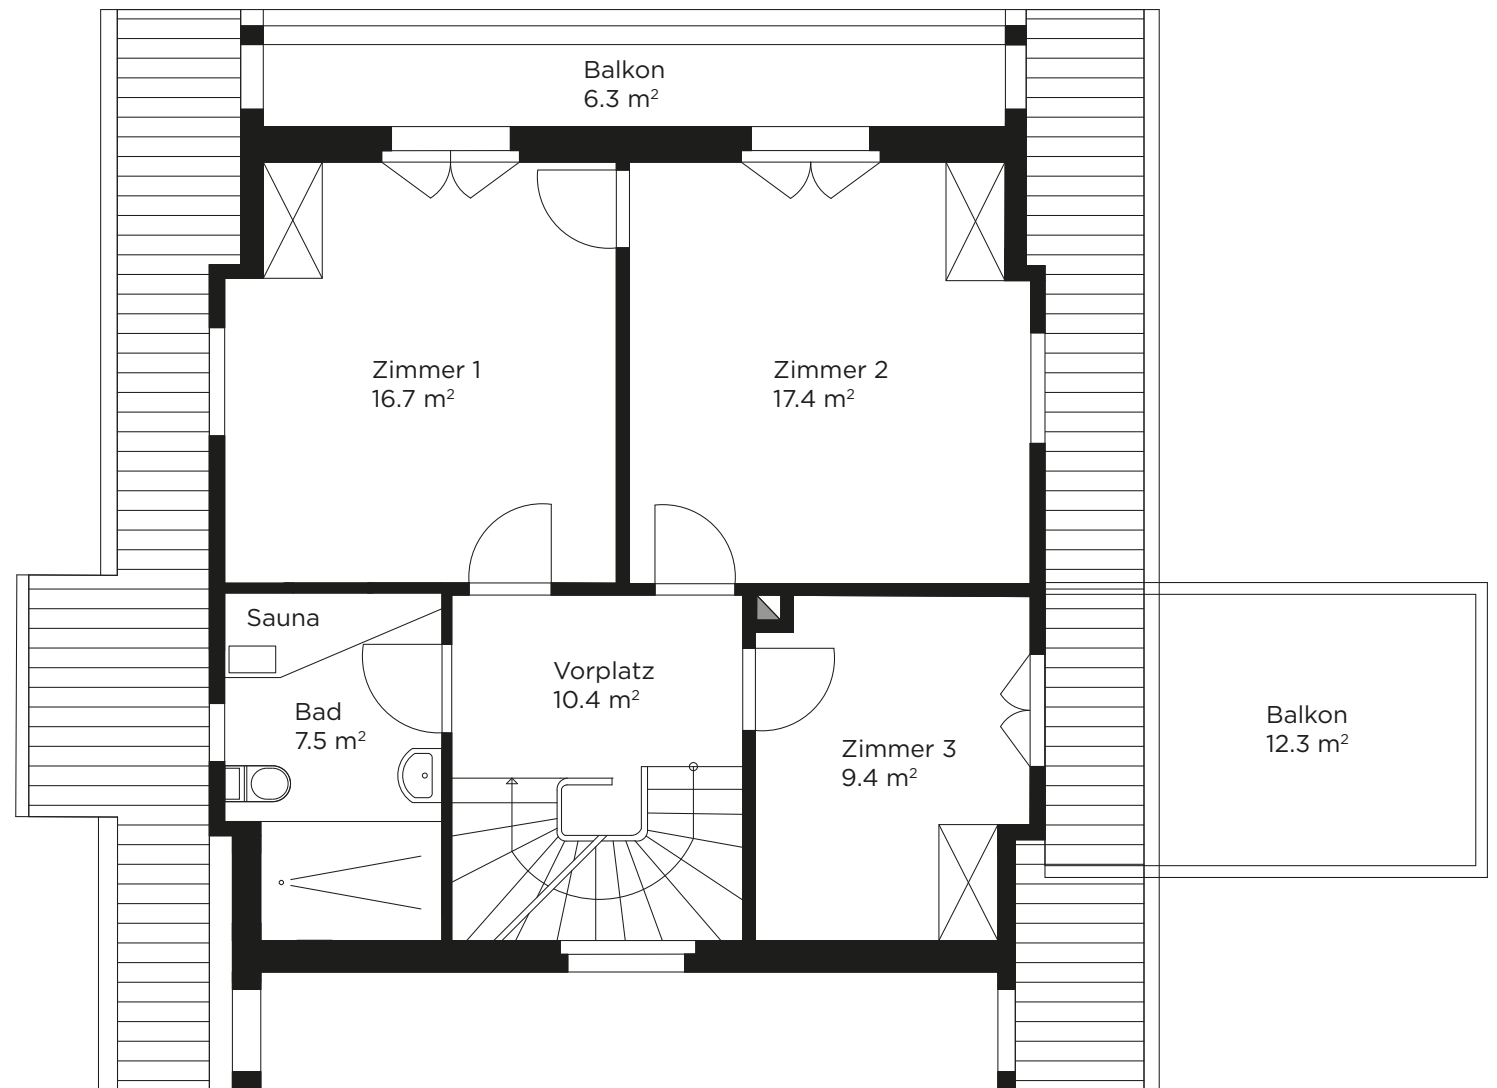 Balkon
6.3 m²
Zimmer 1
16.7 m²
Zimmer 2
17.4 m²
Sauna
Vorplatz
10.4 m²
Bad
7.5 m²
Zimmer 3
9.4 m²
Balkon
12.3 m²